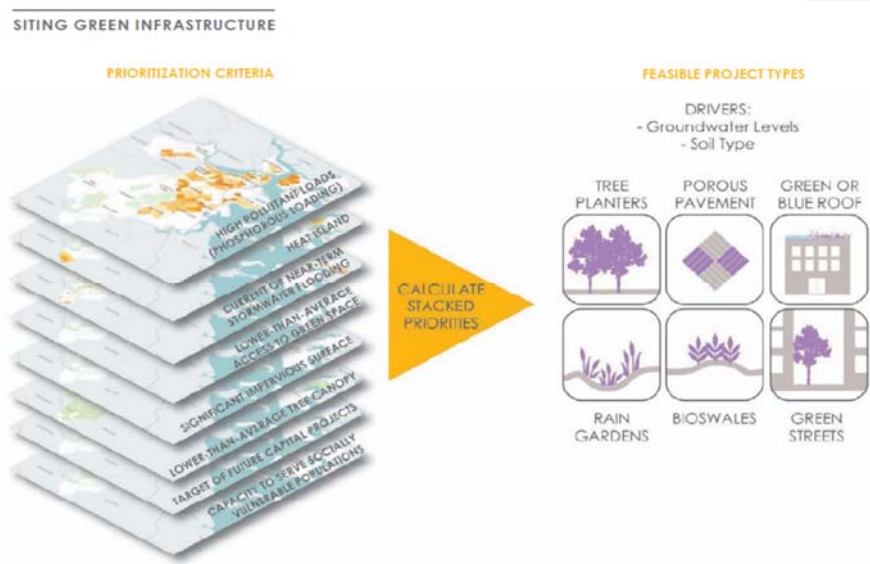 SITING GREEN INFRASTRUCTURE
PRIORITIZATION CRITERIA
HIGH POLLUTANT LOADS
(PHOSPHOROUS LOADING)
HEAT ISLAND
CURRENT OF NEAR-TERM
STORMWATER FLOODING
LOWER-THAN-AVERAGE
ACCESS TO GREEN SPACE
SIGNIFICANT IMPERVIOUS SURFACE
LOWER-THAN-AVERAGE TREE CANOPY
TARGET OF FUTURE CAPITAL PROJECTS
CAPACITY TO SERVE SOCIALLY
VULNERABLE POPULATIONS
CALCULATE
STACKED
PRIORITIES
FEASIBLE PROJECT TYPES
DRIVERS:
- Groundwater Levels
- Soil Type
TREE
PLANTERS
POROUS
PAVEMENT
GREEN OR
BLUE ROOF
RAIN
GARDENS
BIOSWALES
GREEN
STREETS